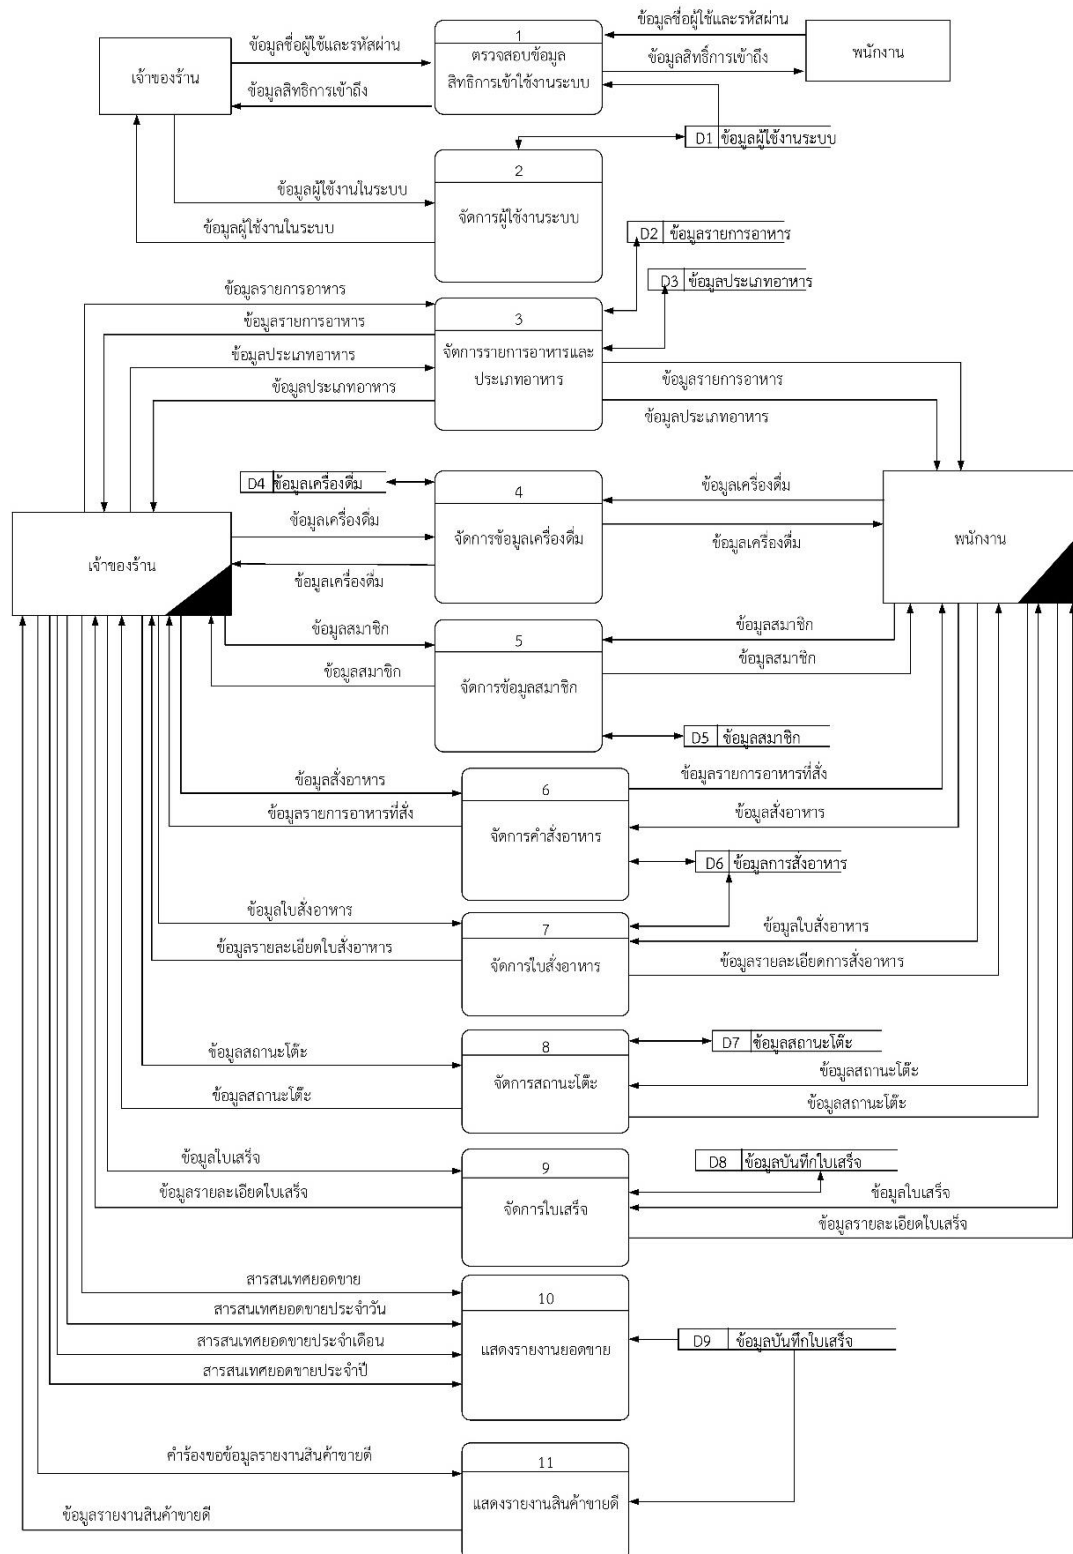 ข้อมูลชื่อผู้ใช้และรหัสผ่าน
1
ข้อมูลชื่อผู้ใช้และรหัสผ่าน
ตรวจสอบข้อมูล
สิทธิการเข้าใช้งานระบบ
ข้อมูลสิทธิ์การเข้าถึง
พนักงาน
เจ้าของร้าน
ข้อมูลสิทธิการเข้าถึง
D1 ข้อมูลผู้ใช้งานระบบ
2
ข้อมูลผู้ใช้งานในระบบ
จัดการผู้ใช้งานระบบ
ข้อมูลผู้ใช้งานในระบบ
D2 ข้อมูลรายการอาหาร
D3 ข้อมูลประเภทอาหาร
ข้อมูลรายการอาหาร
3
ข้อมูลรายการอาหาร
จัตการรายการอาหารและ
ประเภทอาหาร
ข้อมูลประเภทอาหาร
ข้อมูลประเภทอาหาร
ข้อมูลรายการอาหาร
ข้อมูลประเภทอาหาร
D4 ข้อมูลเครื่องดื่ม
4
ข้อมูลเครื่องดื่ม
ข้อมูลเครื่องดื่ม
จัดการข้อมูลเครื่องดื่ม
ข้อมูลเครื่องดื่ม
พนักงาน
เจ้าของร้าน
ข้อมูลเครื่องดื่ม
ข้อมูลสมาชิก
5
ข้อมูลสมาชิก
ข้อมูลสมาชิก
จัดการข้อมูลสมาชิก
ข้อมูลสมาชิก
D5 ข้อมูลสมาชิก
ข้อมูลสั่งอาหาร
6
ข้อมูลรายการอาหารที่สั่ง
ข้อมูลรายการอาหารที่สั่ง
จัดการคำสั่งอาหาร
ข้อมูลสั่งอาหาร
D6 ข้อมูลการสั่งอาหาร
ข้อมูลใบสั่งอาหาร
7
ข้อมูลใบสั่งอาหาร
ข้อมูลรายละเอียตใบสั่งอาหาร
จัดการใบสั่งอาหาร
ข้อมูลรายละเอียดการสั่งอาหาร
D7 ข้อมูลสถานะโต๊ะ
8
ข้อมูลสถานะโต๊ะ
จัดการสถานะโต๊ะ
ข้อมูลสถานะโต๊ะ
ข้อมูลสถานะโต๊ะ
ข้อมูลสถานะโต๊ะ
ข้อมูลใบเสร็จ
9
D8 ข้อมูลบันทึกใบเสร็จ
ข้อมูลรายละเอียดใบเสร็จ
จัดการใบเสร็จ
ข้อมูลใบเสร็จ
ข้อมูลรายละเอียดใบเสร็จ
สารสนเทศยอดขาย
10
สารสนเทศยอดขายประจำวัน
สารสนเทศยอดขายประจำเดือน
แสดงรายงานยอดขาย
D9 ข้อมูลบันทึกใบเสร็จ
สารสนเทศยอดขายประจำปี
คำร้องขอข้อมูลรายงานสินค้าขายดี
11
ข้อมูลรายงานสินค้าขายดี
แสดงรายงานสินค้าขายดี